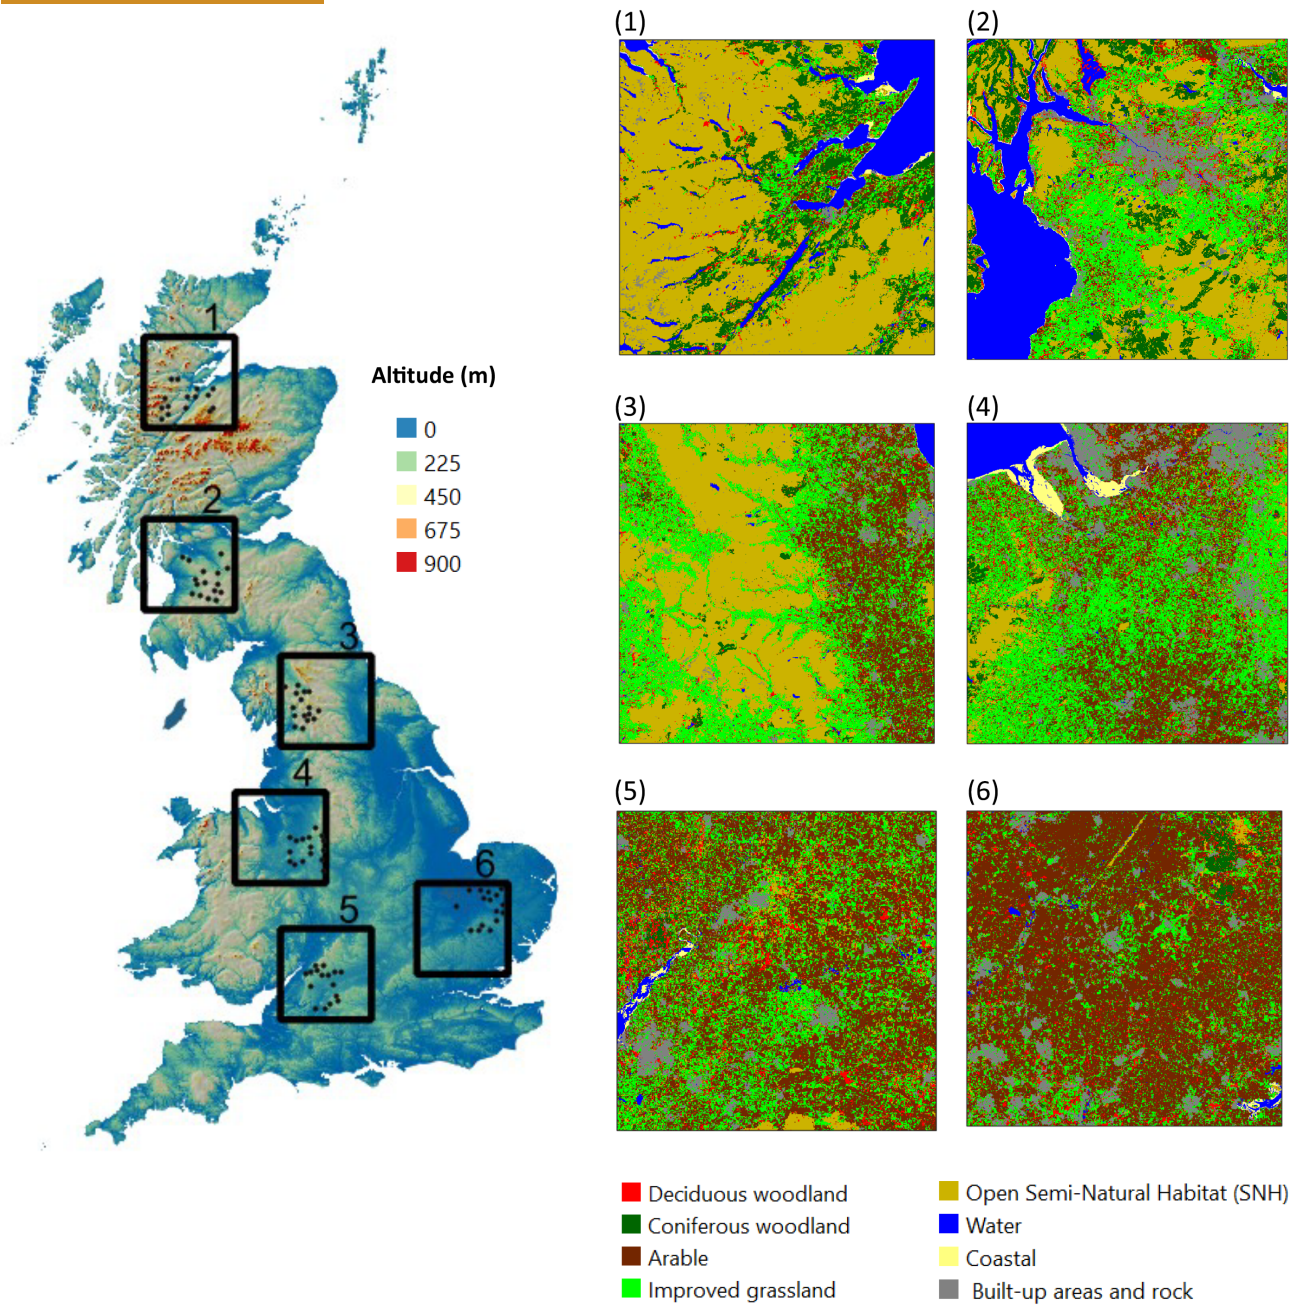 (1)
(2)
1
Altitude (m)
0
225
450
675
900
2
(3)
(4)
3
4
(5)
(6)
6
5
Deciduous woodland
Coniferous woodland
Arable
Improved grassland
Open Semi-Natural Habitat (SNH)
Water
Coastal
Built-up areas and rock